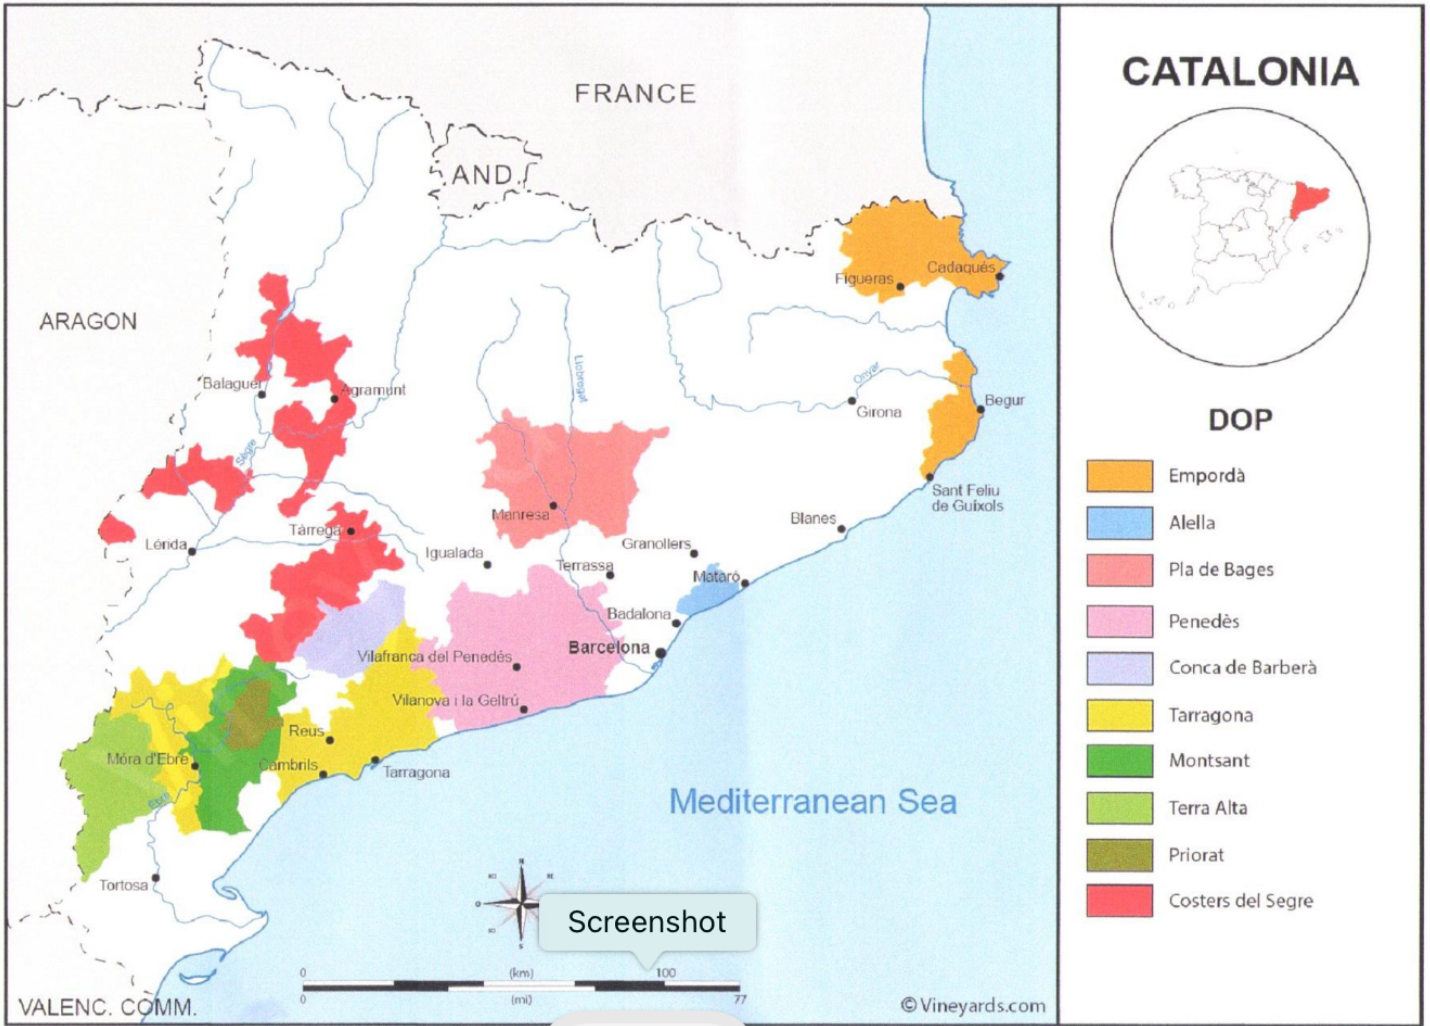 FRANCE
AND.
ARAGON
Figueras
Cadaqués
Balaguer
Agramunt
Llobregat
Onyar
Girona
Begur
Segre
Sant Feliu
de Guíxols
Manresa
Blanes
Tàrrega
Lérida
Igualada
Granollers
Terrassa
Mataró
Badalona
Barcelona
Vilafranca del Penedès
Vilanova i la Geltrú
Reus
Móra d'Ebre
Cambrils
Tarragona
Ebro
Mediterranean Sea
Tortosa
N
S
Screenshot
0
(km)
100
0
(mi)
77
VALENC. COMM.
© Vineyards.com
CATALONIA
DOP
Empordà
Alella
Pla de Bages
Penedès
Conca de Barberà
Tarragona
Montsant
Terra Alta
Priorat
Costers del Segre